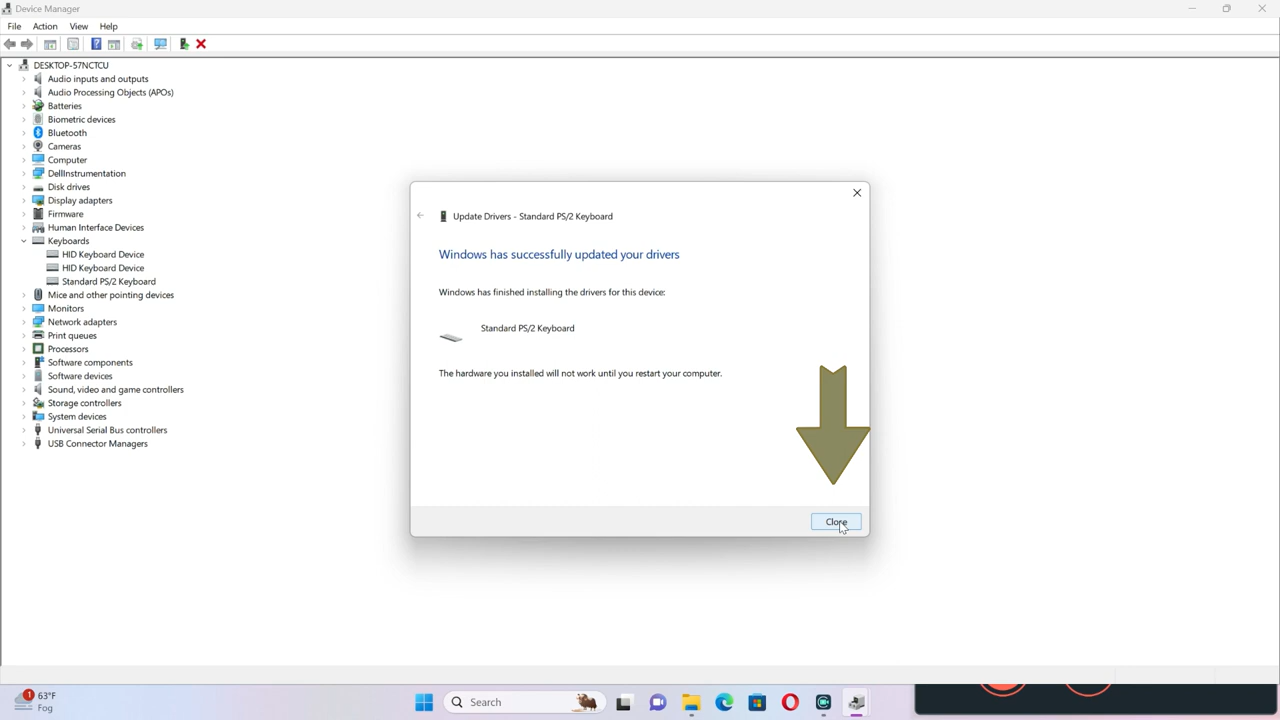 Device Manager
File Action View Help
DESKTOP-57NCTCU
Audio inputs and outputs
Audio Processing Objects (APOs)
Batteries
Biometric devices
Bluetooth
Cameras
Computer
DellInstrumentation
Disk drives
Display adapters
Firmware
Human Interface Devices
Keyboards
HID Keyboard Device
HID Keyboard Device
Standard PS/2 Keyboard
Mice and other pointing devices
Monitors
Network adapters
Print queues
Processors
Software components
Software devices
Sound, video and game controllers
Storage controllers
System devices
Universal Serial Bus controllers
USB Connector Managers
Update Drivers - Standard PS/2 Keyboard
Windows has successfully updated your drivers
Windows has finished installing the drivers for this device:
Standard PS/2 Keyboard
The hardware you installed will not work until you restart your computer.
Close
1
63°F
Fog
Search